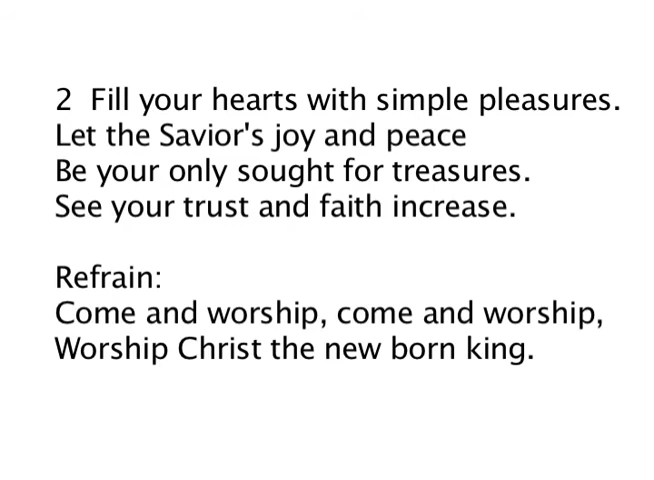 2 Fill your hearts with simple pleasures.
Let the Savior's joy and peace
Be your only sought for treasures.
See your trust and faith increase.
Refrain:
Come and worship, come and worship,
Worship Christ the new born king.